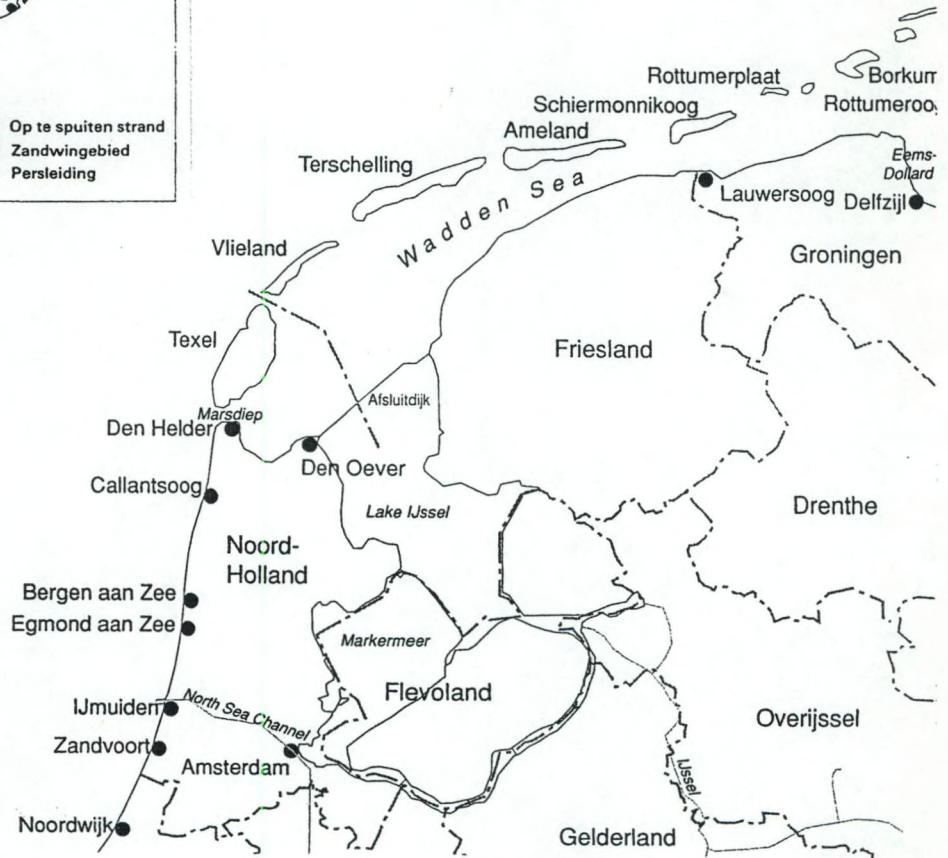 Op te spuiten strand
Zandwingebied
Persleiding
Rottumerplaat
Borkum
Schiermonnikoog
Rottumeroo
Ameland
Terschelling
Eems-
Dollard
Wadden Sea
Lauwersoog
Delfzijl
Vlieland
Groningen
Texel
Friesland
Afsluitdijk
Marsdiep
Den Helder
Den Oever
Callantsoog
Lake IJssel
Drenthe
Noord-
Holland
Bergen aan Zee
Egmond aan Zee
Markermeer
Flevoland
IJmuiden
North Sea Channel
Overijssel
Zandvoort
Amsterdam
IJssel
Noordwijk
Gelderland